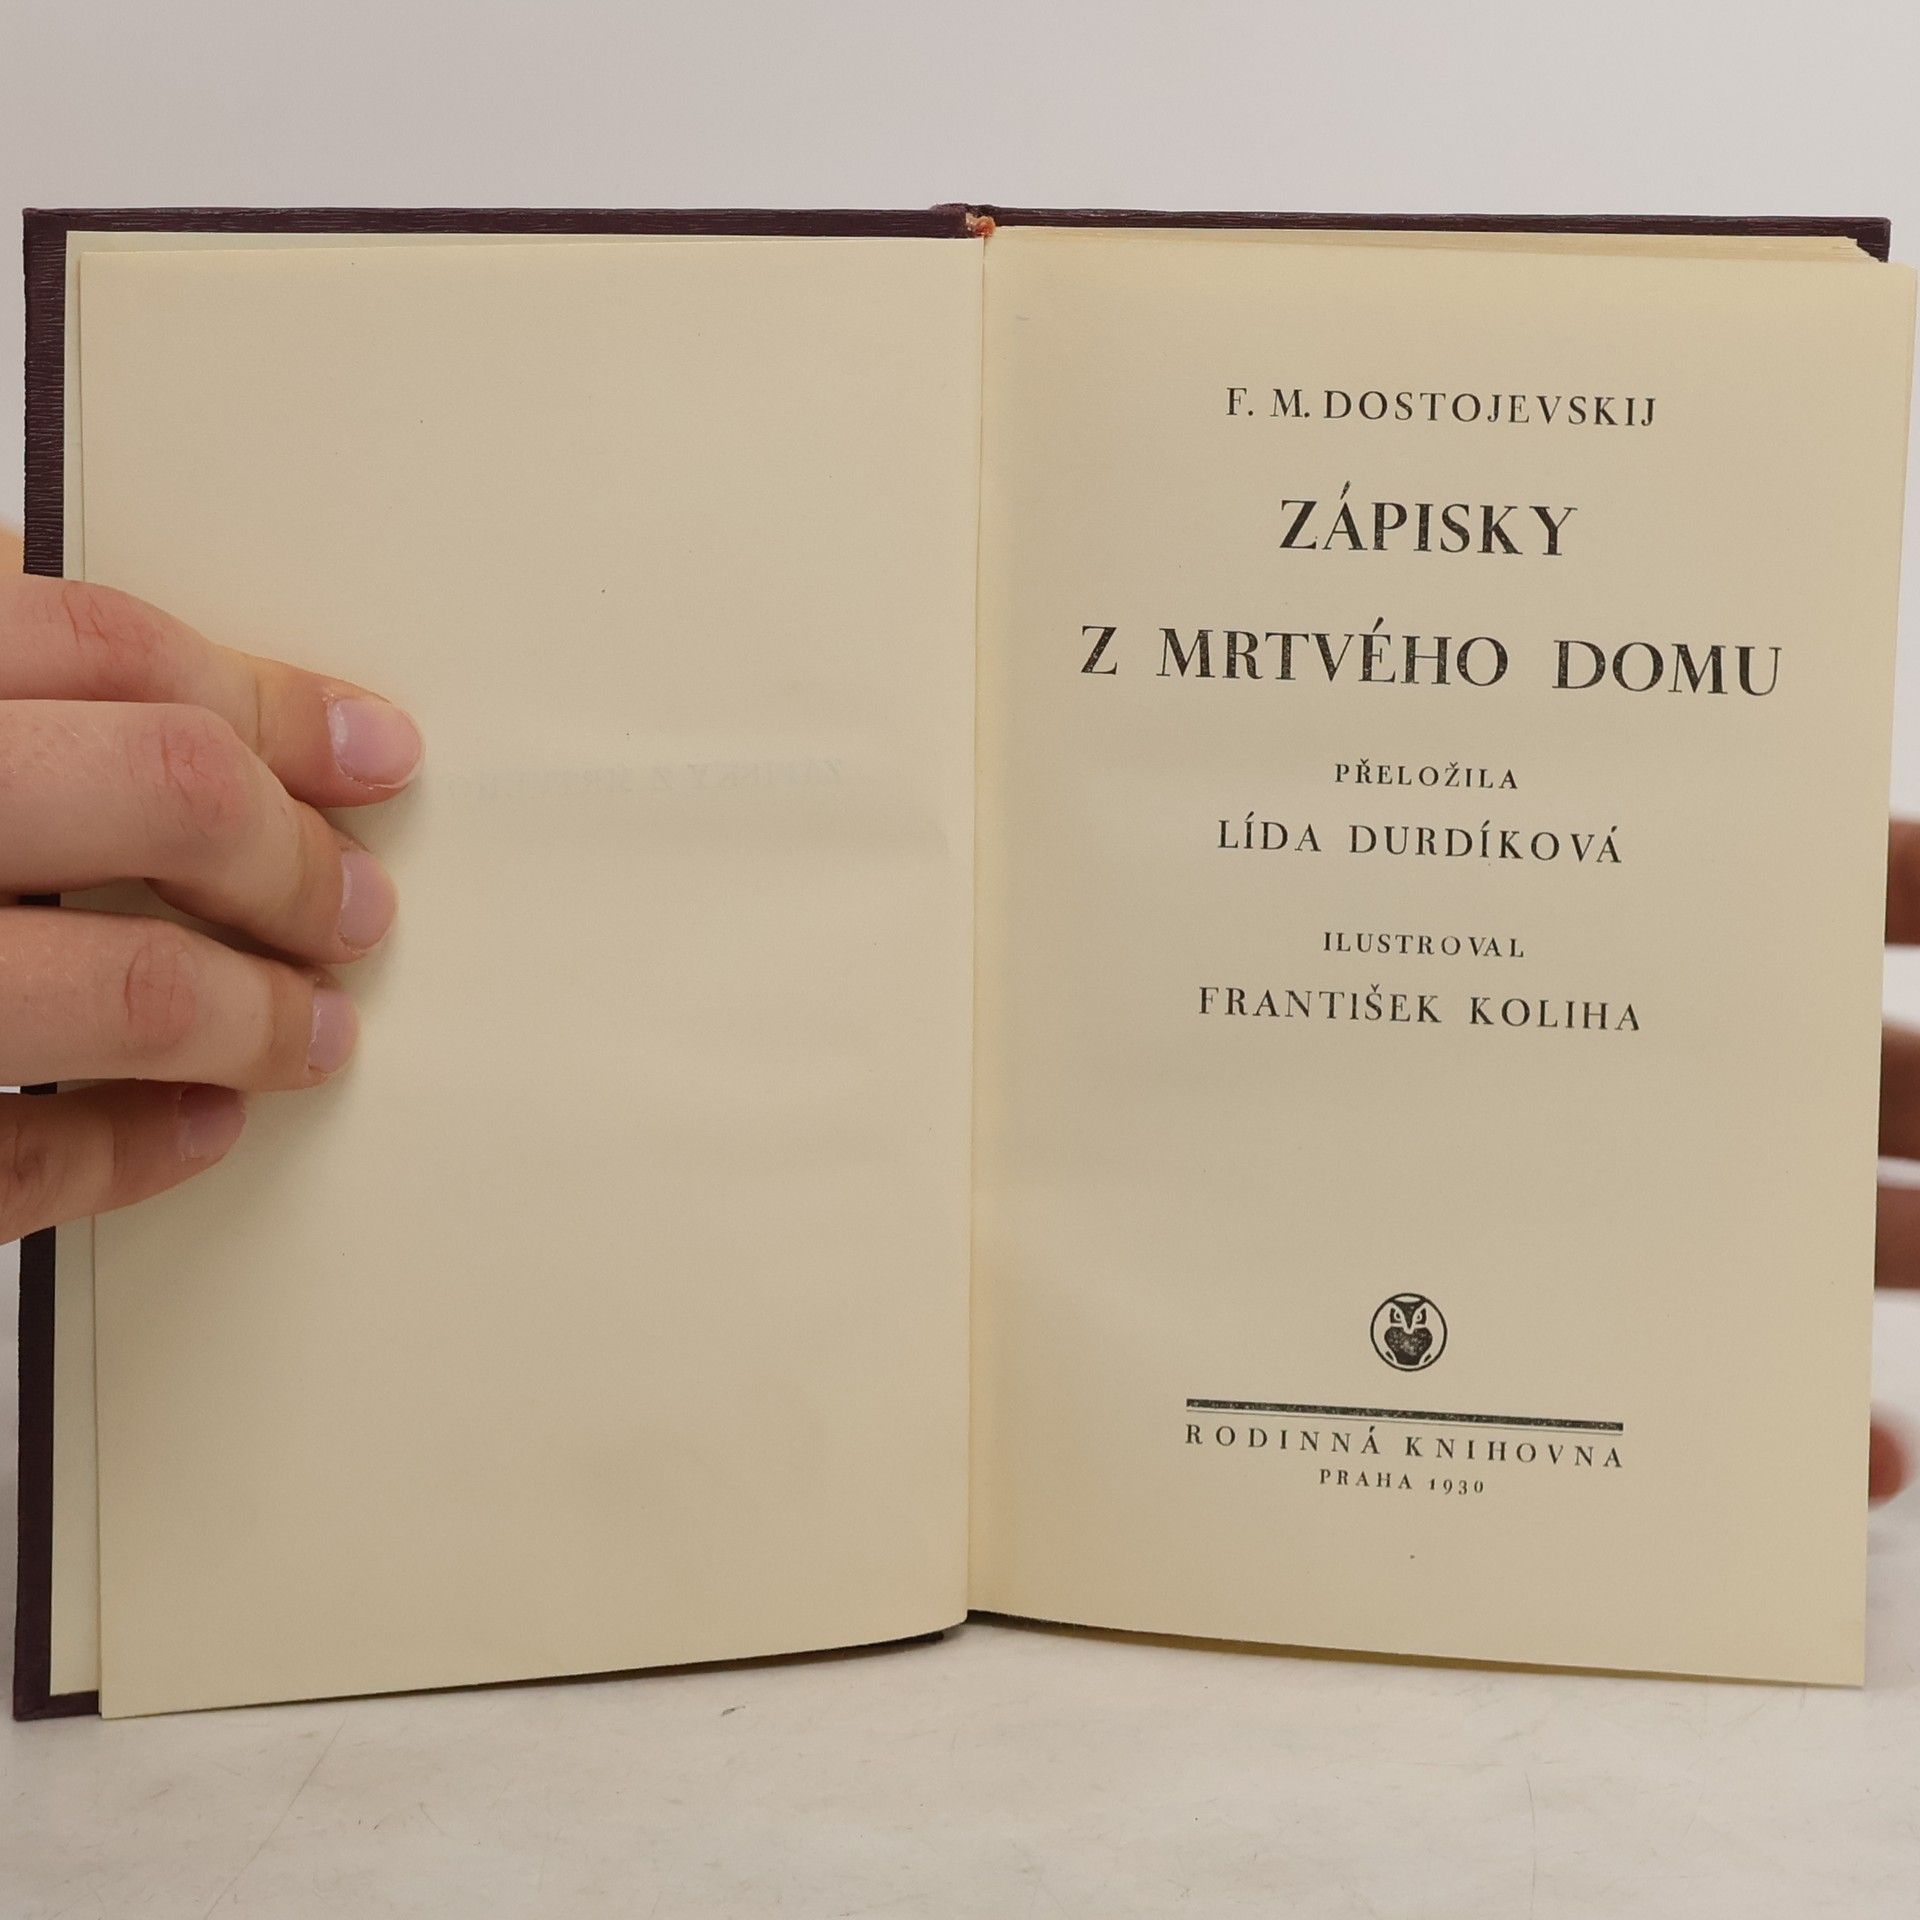 F. M. DOSTOJEVSKIJ
ZÁPISKY
Z MRTVÉHO DOMU
PŘELOŽILA
LÍDA DURDÍKOVÁ
ILUSTROVAL
FRANTIŠEK KOLIHA
RODINNÁ KNIHOVNA
PRAHA 1930